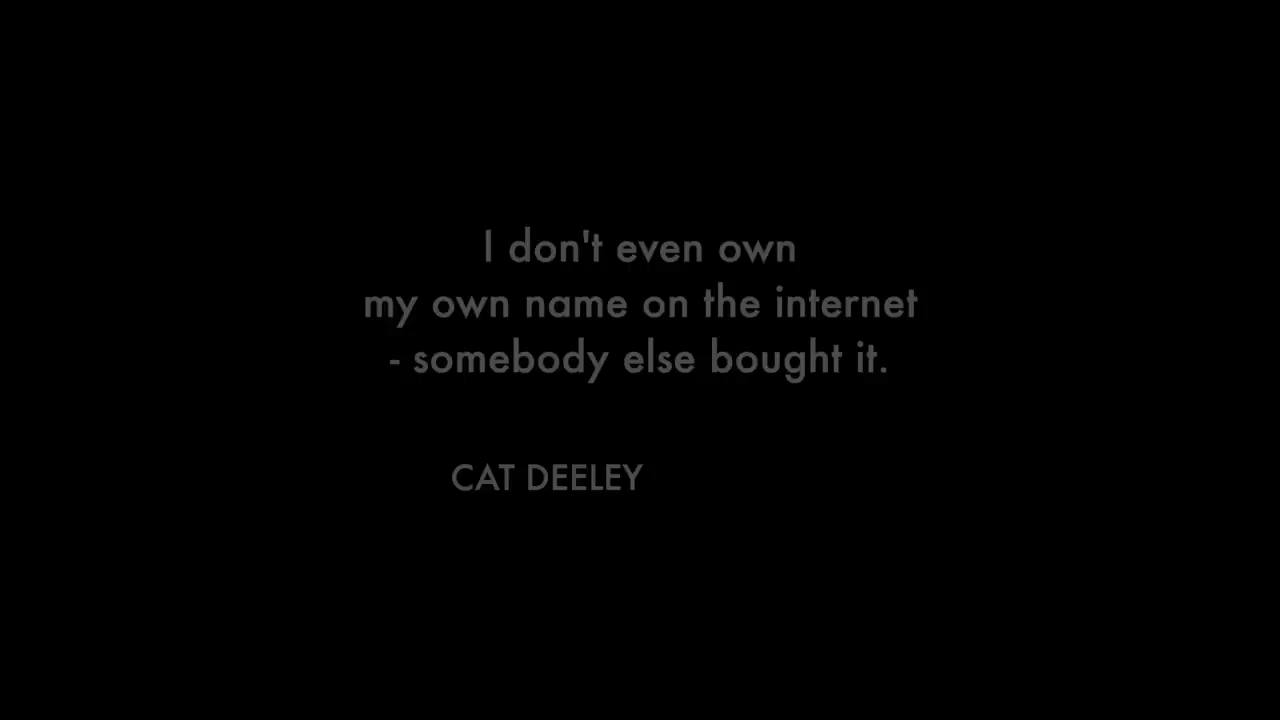 I don't even own
my own name on the internet
- somebody else bought it.
CAT DEELEY